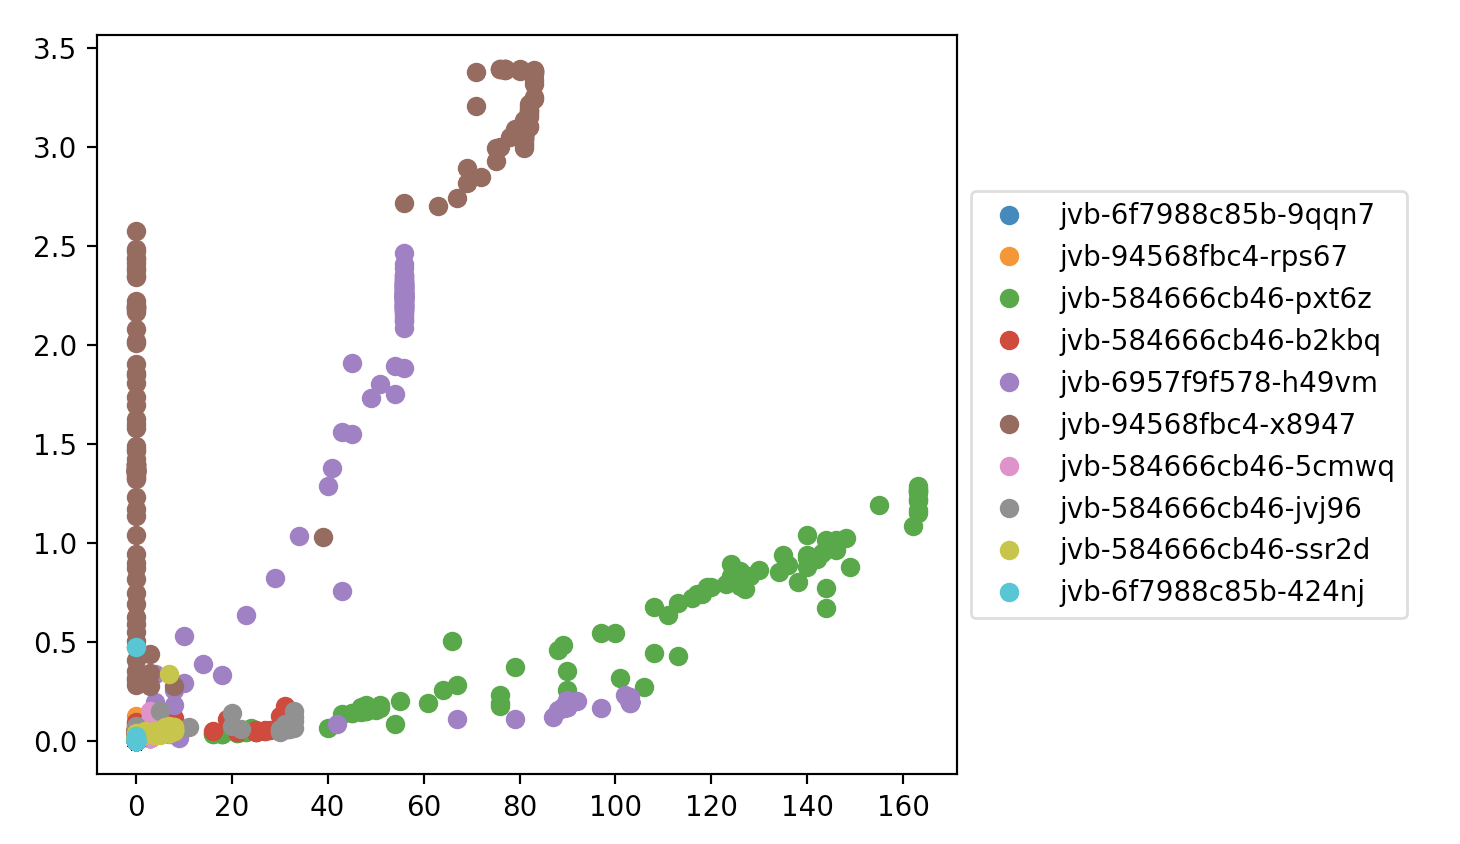 3.5
3.0
2.5
2.0
1.5
1.0
0.5
0.0
0 20 40 60 80 100 120 140 160
jvb-6f7988c85b-9qqn7
jvb-94568fbc4-rps67
jvb-584666cb46-pxt6z
jvb-584666cb46-b2kbq
jvb-6957f9f578-h49vm
jvb-94568fbc4-x8947
jvb-584666cb46-5cmwq
jvb-584666cb46-jvj96
jvb-584666cb46-ssr2d
jvb-6f7988c85b-424nj